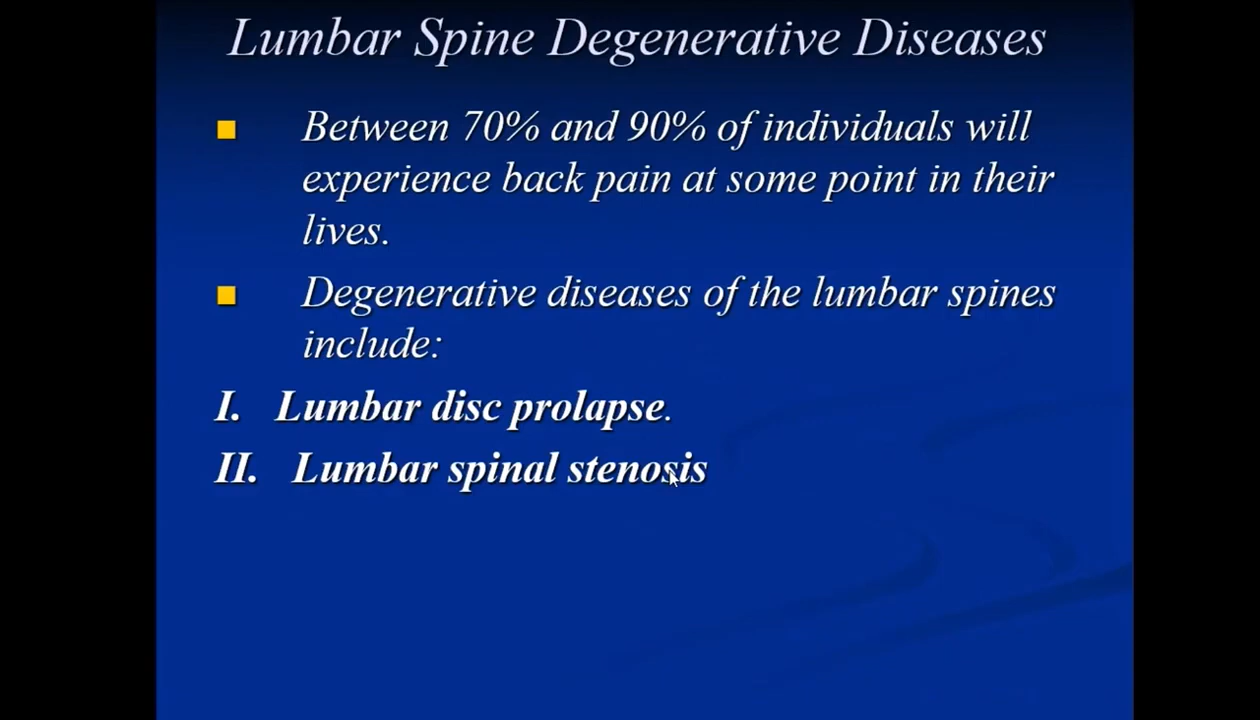 Lumbar Spine Degenerative Diseases
Between 70% and 90% of individuals will
experience back pain at some point in their
lives.
Degenerative diseases of the lumbar spines
include:
I. Lumbar disc prolapse.
II. Lumbar spinal stenosis